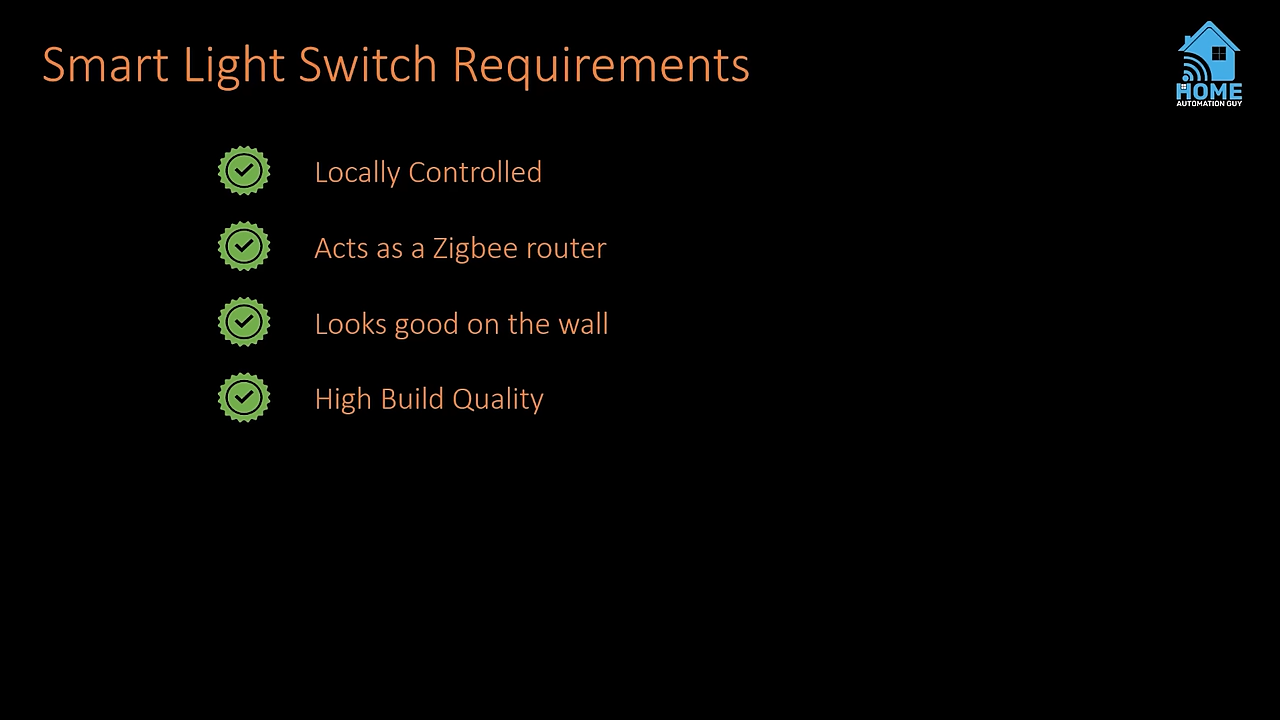 Smart Light Switch Requirements
HOME
AUTOMATION GUY
Locally Controlled
Acts as a Zigbee router
Looks good on the wall
High Build Quality